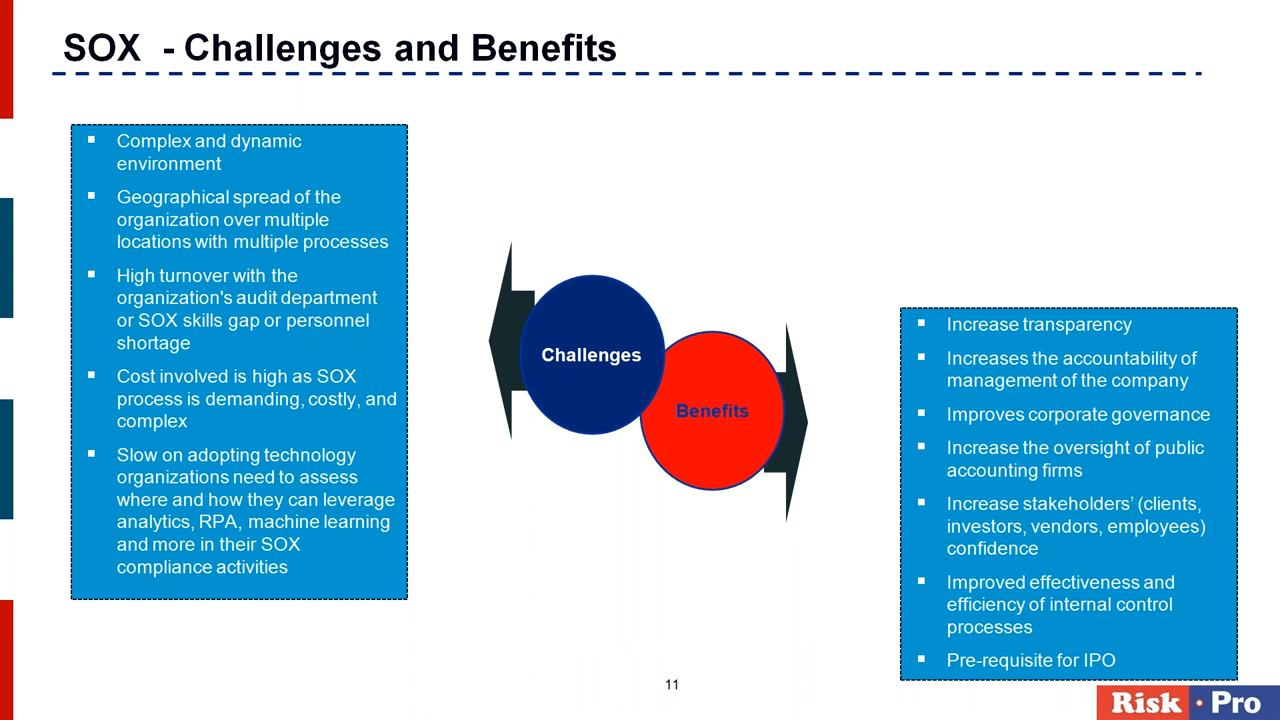 SOX - Challenges and Benefits
▪ Complex and dynamic
environment
▪ Geographical spread of the
organization over multiple
locations with multiple processes
▪ High turnover with the
organization's audit department
or SOX skills gap or personnel
shortage
▪ Cost involved is high as SOX
process is demanding, costly, and
complex
▪ Slow on adopting technology
organizations need to assess
where and how they can leverage
analytics, RPA, machine learning
and more in their SOX
compliance activities
Challenges
Benefits
▪ Increase transparency
▪ Increases the accountability of
management of the company
▪ Improves corporate governance
▪ Increase the oversight of public
accounting firms
▪ Increase stakeholders’ (clients,
investors, vendors, employees)
confidence
▪ Improved effectiveness and
efficiency of internal control
processes
▪ Pre-requisite for IPO
11
Risk • Pro